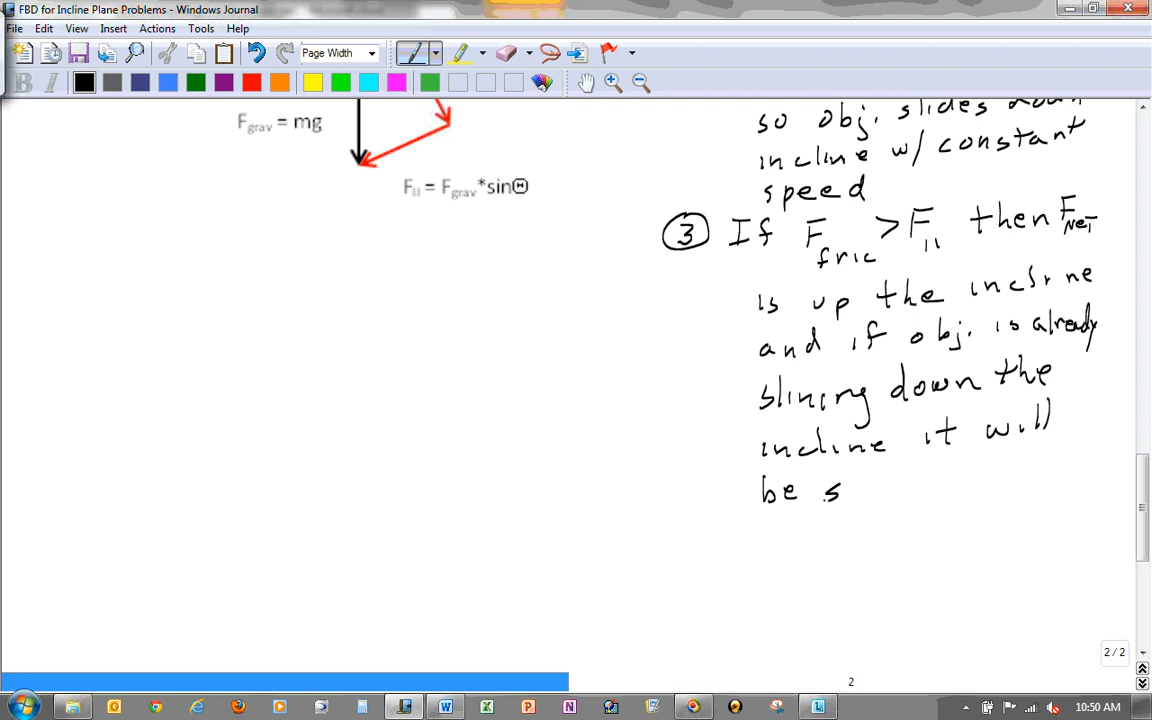 FBD for Incline Plane Problems - Windows Journal
File Edit View Insert Actions Tools Help
Page Width
B I
F_grav = mg
F_|| = F_grav*sinΘ
so obj. slides down
incline w/ constant
speed
③ If F_fric > F_|| then F_NET
is up the incline
and if obj. is already
slining down the
incline it will
be s
2 / 2
2
10:50 AM